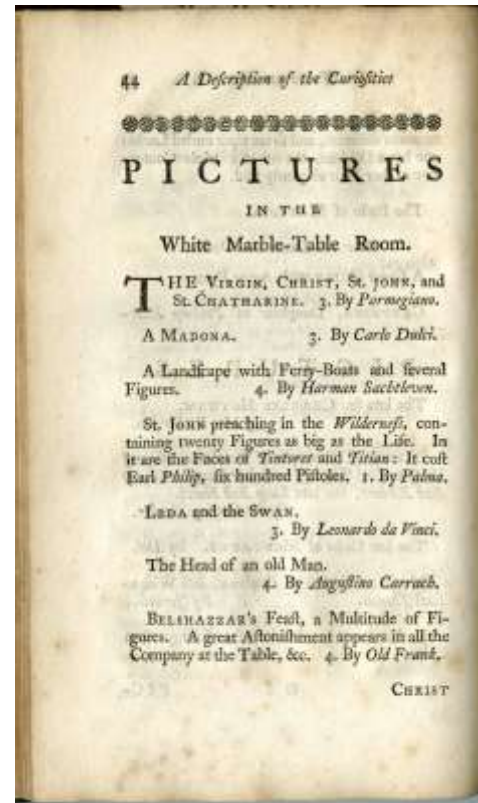 44 A Deſcription of the Curioſities
PICTURES
IN THE
White Marble-Table Room.
THE VIRGIN, CHRIST, St. JOHN, and
St. CHATHARINE. 3. By Parmegiano.
A MADONA. 3. By Carlo Dulci.
A Landſcape with Ferry-Boats and ſeveral
Figures. 4. By Harman Sachtleven.
St. JOHN preaching in the Wilderneſs, con-
taining twenty Figures as big as the Life. In
it are the Faces of Tintoret and Titian: It coſt
Earl Philip, ſix hundred Piſtoles. 1. By Palma.
LEDA and the SWAN.
3. By Leonardo da Vinci.
The Head of an old Man.
4. By Auguſtino Carrach.
BELSHAZZAR's Feaſt, a Multitude of Fi-
gures. A great Aſtoniſhment appears in all the
Company at the Table, &c. 4. By Old Frank.
CHRIST